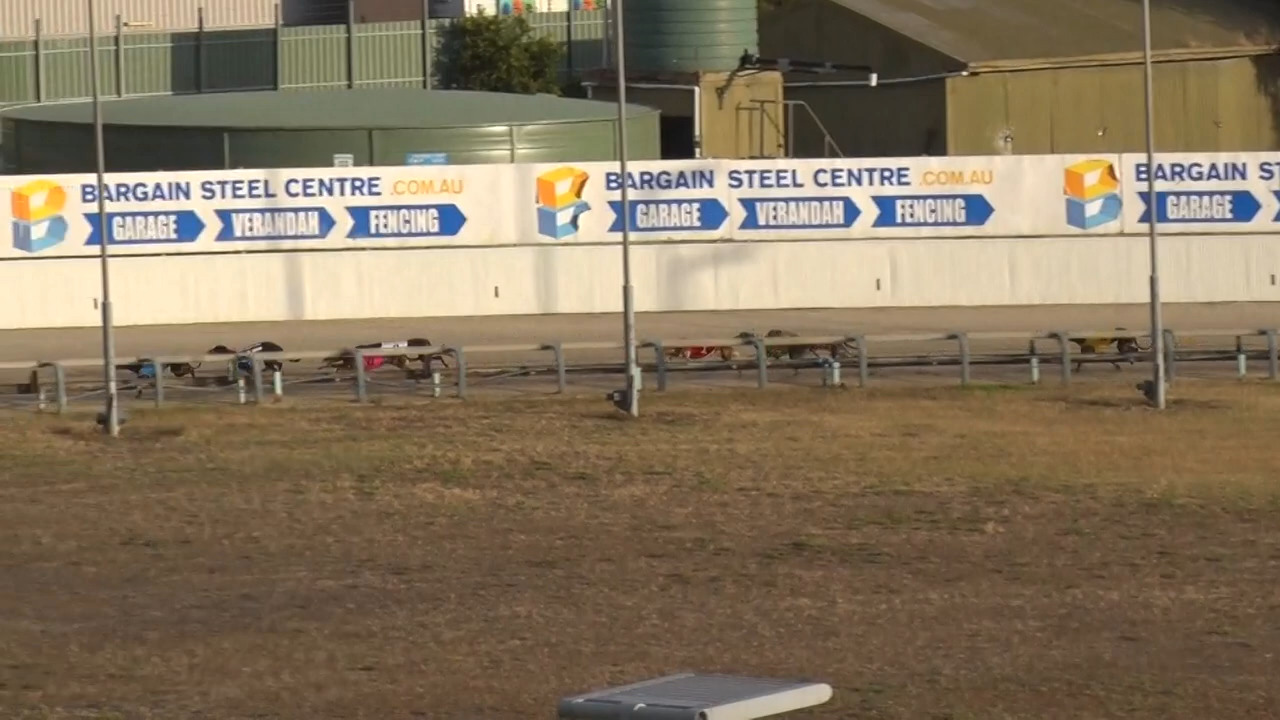 BARGAIN STEEL CENTRE .COM.AU
GARAGE VERANDAH FENCING
BARGAIN STEEL CENTRE .COM.AU
GARAGE VERANDAH FENCING
BARGAIN ST
GARAGE